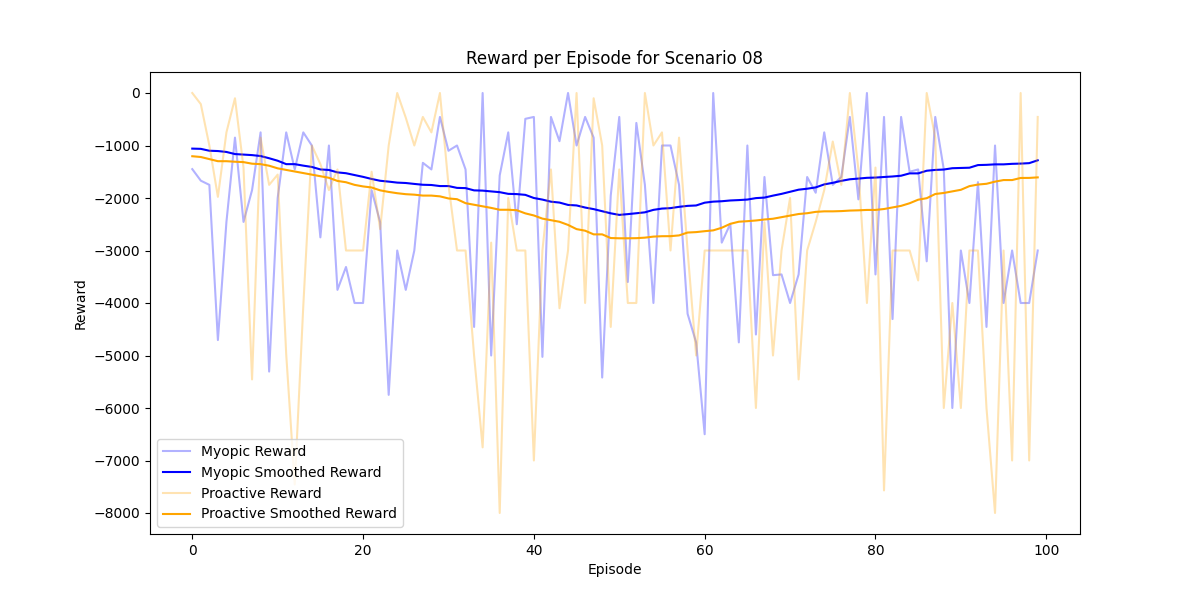 Reward per Episode for Scenario 08
Reward
0
−1000
−2000
−3000
−4000
−5000
−6000
−7000
−8000
Myopic Reward
Myopic Smoothed Reward
Proactive Reward
Proactive Smoothed Reward
0 20 40 60 80 100
Episode